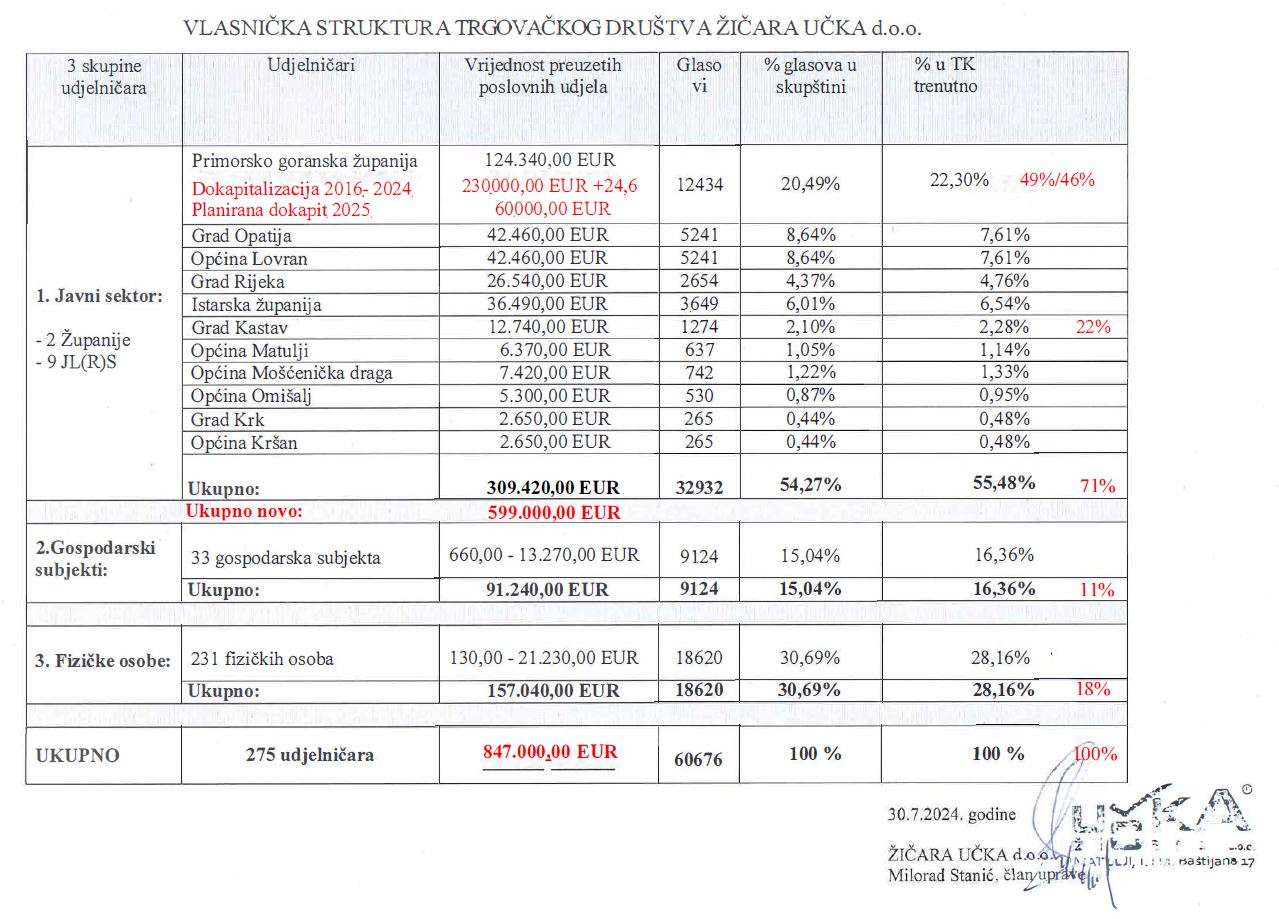 VLASNIČKA STRUKTURA TRGOVAČKOG DRUŠTVA ŽIČARA UČKA d.o.o.
3 skupine udjelničara Udjelničari Vrijednost preuzetih poslovnih udjela Glaso vi % glasova u skupštini % u TK trenutno
1. Javni sektor:
- 2 Županije
- 9 JL(R)S
Primorsko goranska županija 124.340,00 EUR 12434 20,49% 22,30% 49%/46%
Dokapitalizacija 2016- 2024 230000,00 EUR +24,6
Planirana dokapit 2025. 60000,00 EUR
Grad Opatija 42.460,00 EUR 5241 8,64% 7,61%
Općina Lovran 42.460,00 EUR 5241 8,64% 7,61%
Grad Rijeka 26.540,00 EUR 2654 4,37% 4,76%
Istarska županija 36.490,00 EUR 3.649 6,01% 6,54%
Grad Kastav 12.740,00 EUR 1274 2,10% 2,28% 22%
Općina Matulji 6.370,00 EUR 637 1,05% 1,14%
Općina Mošćenička draga 7.420,00 EUR 742 1,22% 1,33%
Općina Omišalj 5.300,00 EUR 530 0,87% 0,95%
Grad Krk 2.650,00 EUR 265 0,44% 0,48%
Općina Kršan 2.650,00 EUR 265 0,44% 0,48%
Ukupno: 309.420,00 EUR 32932 54,27% 55,48% 71%
Ukupno novo: 599.000,00 EUR
2.Gospodarski subjekti:
33 gospodarska subjekta 660,00 - 13.270,00 EUR 9124 15,04% 16,36%
Ukupno: 91.240,00 EUR 9124 15,04% 16,36% 11%
3. Fizičke osobe: 231 fizičkih osoba 130,00 - 21.230,00 EUR 18620 30,69% 28,16%
Ukupno: 157.040,00 EUR 18620 30,69% 28,16% 18%
UKUPNO 275 udjelničara 847.000,00 EUR 60676 100 % 100 % 100%
30.7.2024. godine
UČKA
ŽIČARA UČKA d.o.o.
Baštijana 17
Milorad Stanić, član uprave